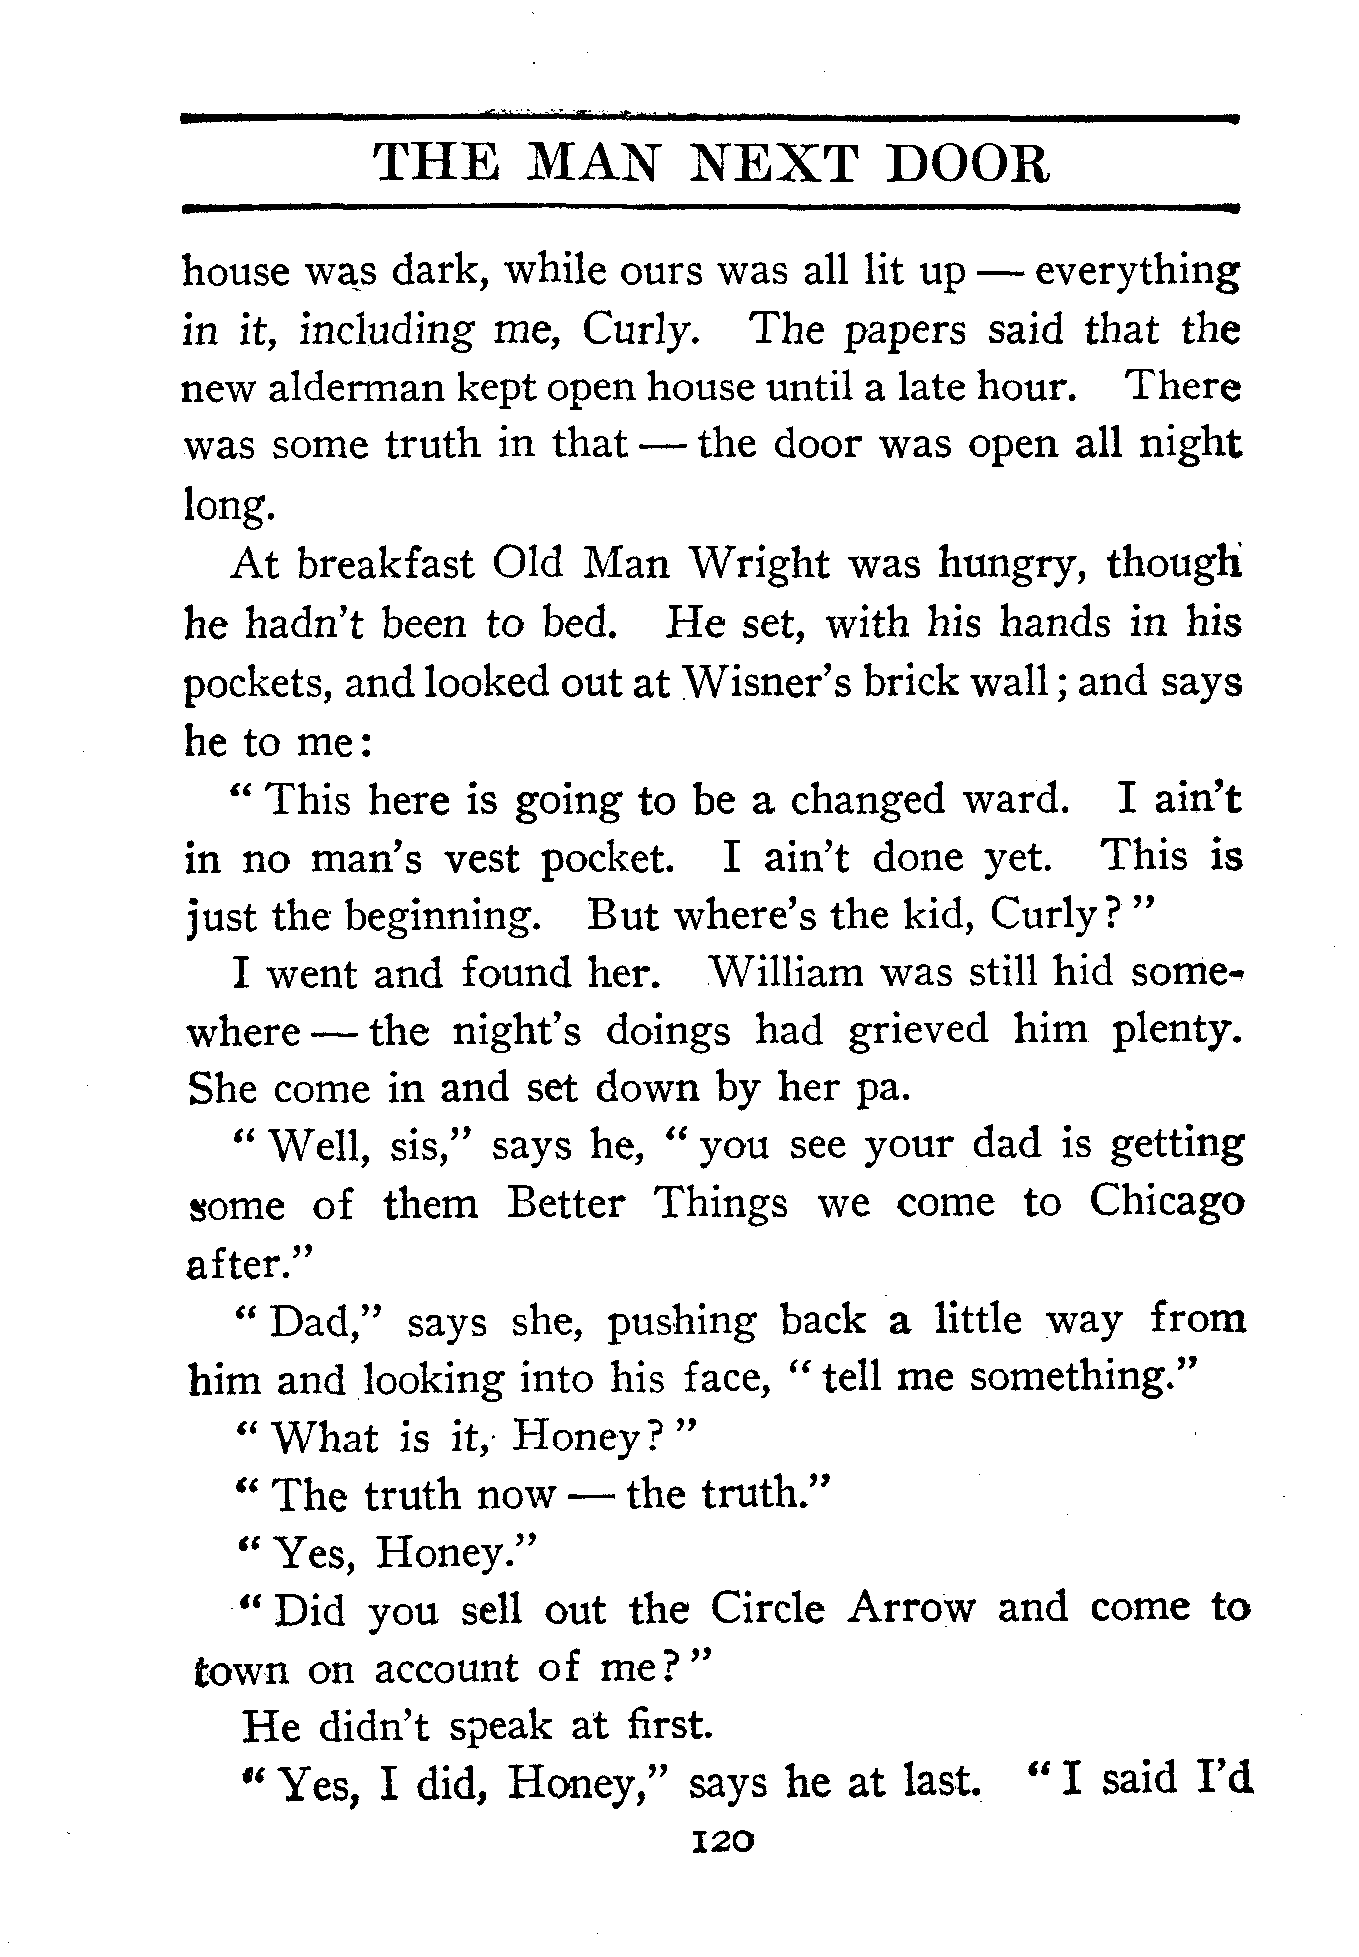 THE MAN NEXT DOOR
house was dark, while ours was all lit up — everything
in it, including me, Curly. The papers said that the
new alderman kept open house until a late hour. There
was some truth in that — the door was open all night
long.
At breakfast Old Man Wright was hungry, though
he hadn't been to bed. He set, with his hands in his
pockets, and looked out at Wisner's brick wall; and says
he to me:
“ This here is going to be a changed ward. I ain't
in no man's vest pocket. I ain't done yet. This is
just the beginning. But where's the kid, Curly? ”
I went and found her. William was still hid some-
where — the night's doings had grieved him plenty.
She come in and set down by her pa.
“ Well, sis,” says he, “ you see your dad is getting
some of them Better Things we come to Chicago
after.”
“ Dad,” says she, pushing back a little way from
him and looking into his face, “ tell me something.”
“ What is it, Honey? ”
“ The truth now — the truth.”
“ Yes, Honey.”
“ Did you sell out the Circle Arrow and come to
town on account of me? ”
He didn't speak at first.
“ Yes, I did, Honey,” says he at last. “ I said I'd
120